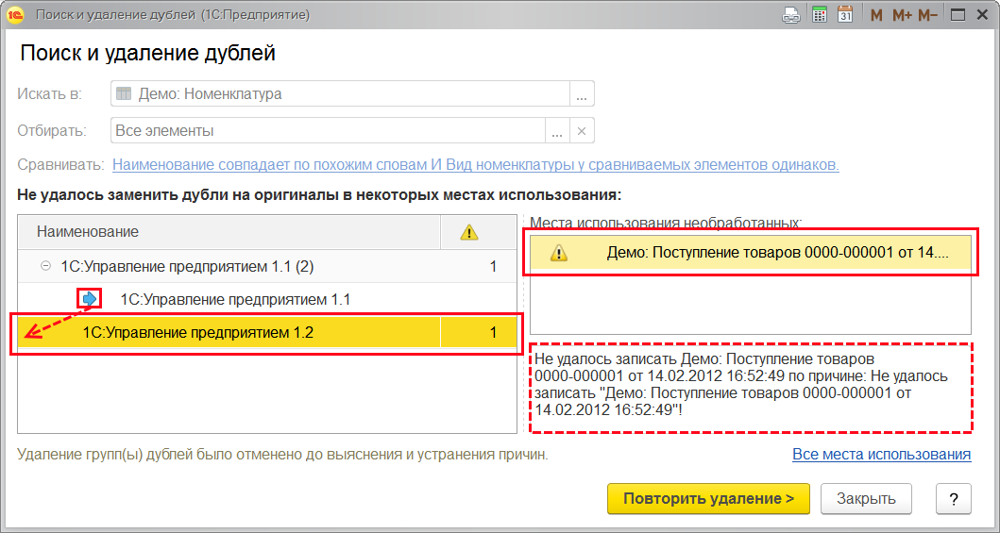 1С Поиск и удаление дублей (1С:Предприятие) 31 M M+ M-
Поиск и удаление дублей
Искать в: Демо: Номенклатура ...
Отбирать: Все элементы ... ×
Сравнивать: Наименование совпадает по похожим словам И Вид номенклатуры у сравниваемых элементов одинаков.
Не удалось заменить дубли на оригиналы в некоторых местах использования:
Наименование
1С:Управление предприятием 1.1 (2) 1
1С:Управление предприятием 1.1
1С:Управление предприятием 1.2 1
Места использования необработанных:
Демо: Поступление товаров 0000-000001 от 14....
Не удалось записать Демо: Поступление товаров
0000-000001 от 14.02.2012 16:52:49 по причине: Не удалось
записать "Демо: Поступление товаров 0000-000001 от
14.02.2012 16:52:49"!
Удаление групп(ы) дублей было отменено до выяснения и устранения причин.
Все места использования
Повторить удаление > Закрыть ?